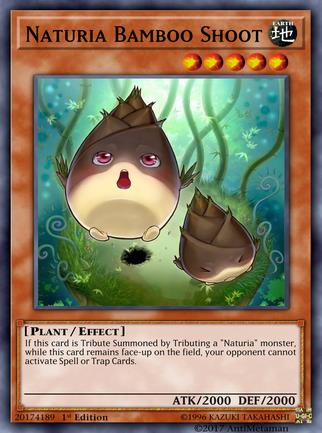 Naturia Bamboo Shoot
EARTH
地
[Plant / Effect]
If this card is Tribute Summoned by Tributing a "Naturia" monster,
while this card remains face-up on the field, your opponent cannot
activate Spell or Trap Cards.
ATK/2000 DEF/2000
20174189 1st Edition ©1996 KAZUKI TAKAHASHI
©2017 AntiMetaman